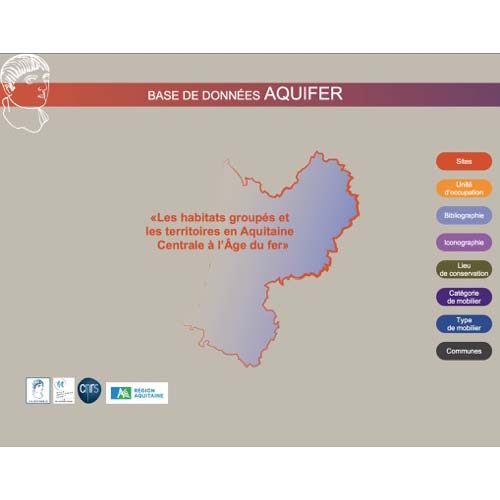 BASE DE DONNÉES AQUIFER
«Les habitats groupés et
les territoires en Aquitaine
Centrale à l'Âge du fer»
Sites
Unité
d'occupation
Bibliographie
Iconographie
Lieu
de conservation
Catégorie
de mobilier
Type
de mobilier
Communes
CNRS
RÉGION
AQUITAINE